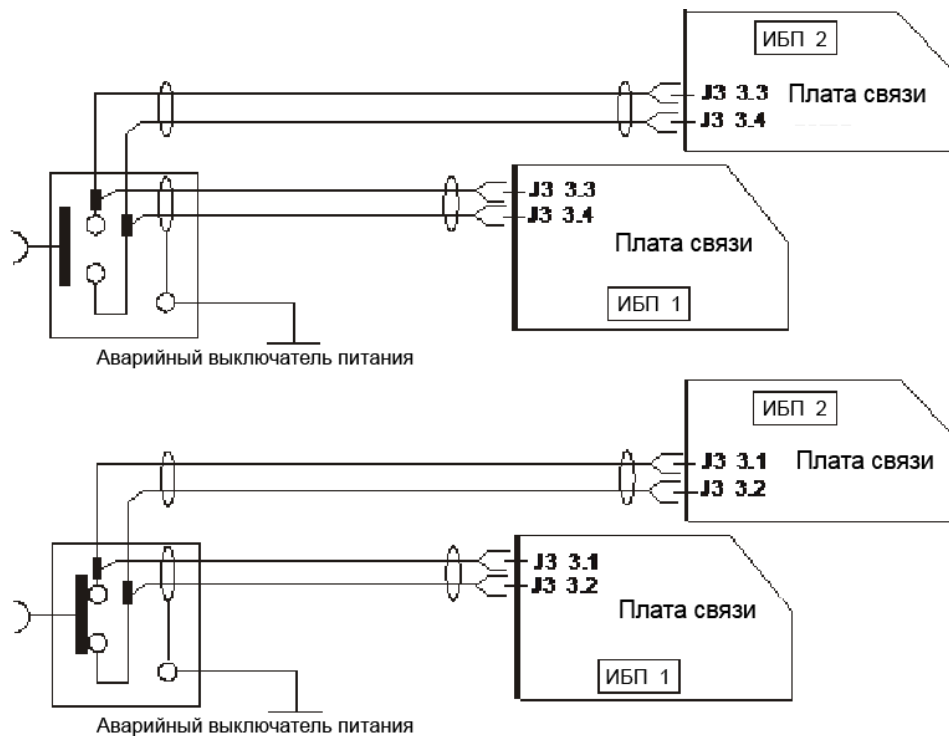 ИБП 2
J3 3.3 Плата связи
J3 3.4
J3 3.3
J3 3.4
Плата связи
ИБП 1
Аварийный выключатель питания
ИБП 2
J3 3.1 Плата связи
J3 3.2
J3 3.1
J3 3.2
Плата связи
ИБП 1
Аварийный выключатель питания